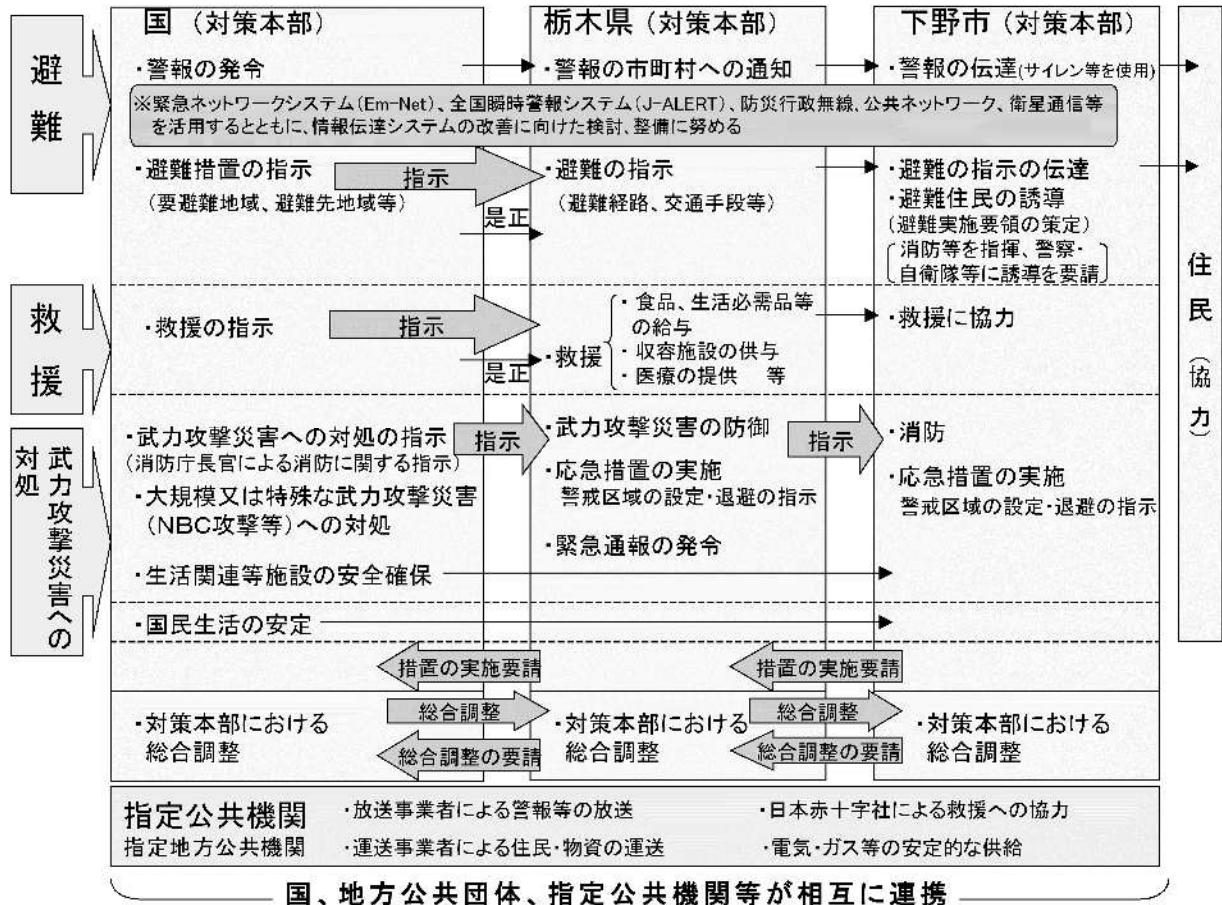 国（対策本部）
栃木県（対策本部）
下野市（対策本部）
避難
・警報の発令
・警報の市町村への通知
・警報の伝達(サイレン等を使用)
※緊急ネットワークシステム(Em-Net)、全国瞬時警報システム(J-ALERT)、防災行政無線、公共ネットワーク、衛星通信等
を活用するとともに、情報伝達システムの改善に向けた検討、整備に努める
・避難措置の指示
(要避難地域、避難先地域等)
指示
是正
・避難の指示
(避難経路、交通手段等)
・避難の指示の伝達
・避難住民の誘導
(避難実施要領の策定)
消防等を指揮、警察・
自衛隊等に誘導を要請
救援
・救援の指示
指示
是正
・救援
・食品、生活必需品等
の給与
・収容施設の供与
・医療の提供　等
・救援に協力
武力攻撃災害への
対処
・武力攻撃災害への対処の指示
(消防庁長官による消防に関する指示)
・大規模又は特殊な武力攻撃災害
(NBC攻撃等)への対処
・生活関連等施設の安全確保
・国民生活の安定
指示
・武力攻撃災害の防御
・応急措置の実施
警戒区域の設定・退避の指示
・緊急通報の発令
指示
・消防
・応急措置の実施
警戒区域の設定・退避の指示
措置の実施要請
措置の実施要請
・対策本部における
総合調整
総合調整
総合調整の要請
・対策本部における
総合調整
総合調整
総合調整の要請
・対策本部における
総合調整
住民（協力）
指定公共機関
指定地方公共機関
・放送事業者による警報等の放送
・日本赤十字社による救援への協力
・運送事業者による住民・物資の運送
・電気・ガス等の安定的な供給
国、地方公共団体、指定公共機関等が相互に連携